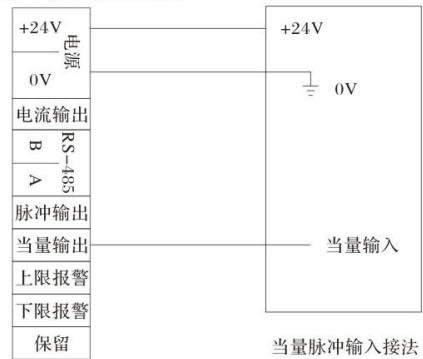 +24V
电源
0V
电流输出
B
A
RS-485
脉冲输出
当量输出
上限报警
下限报警
保留
+24V
0V
当量输入
当量脉冲输入接法